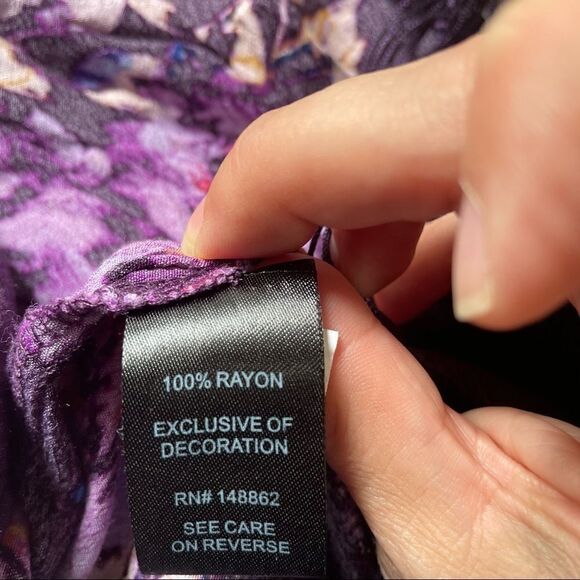 100% RAYON
EXCLUSIVE OF
DECORATION
RN# 148862
SEE CARE
ON REVERSE